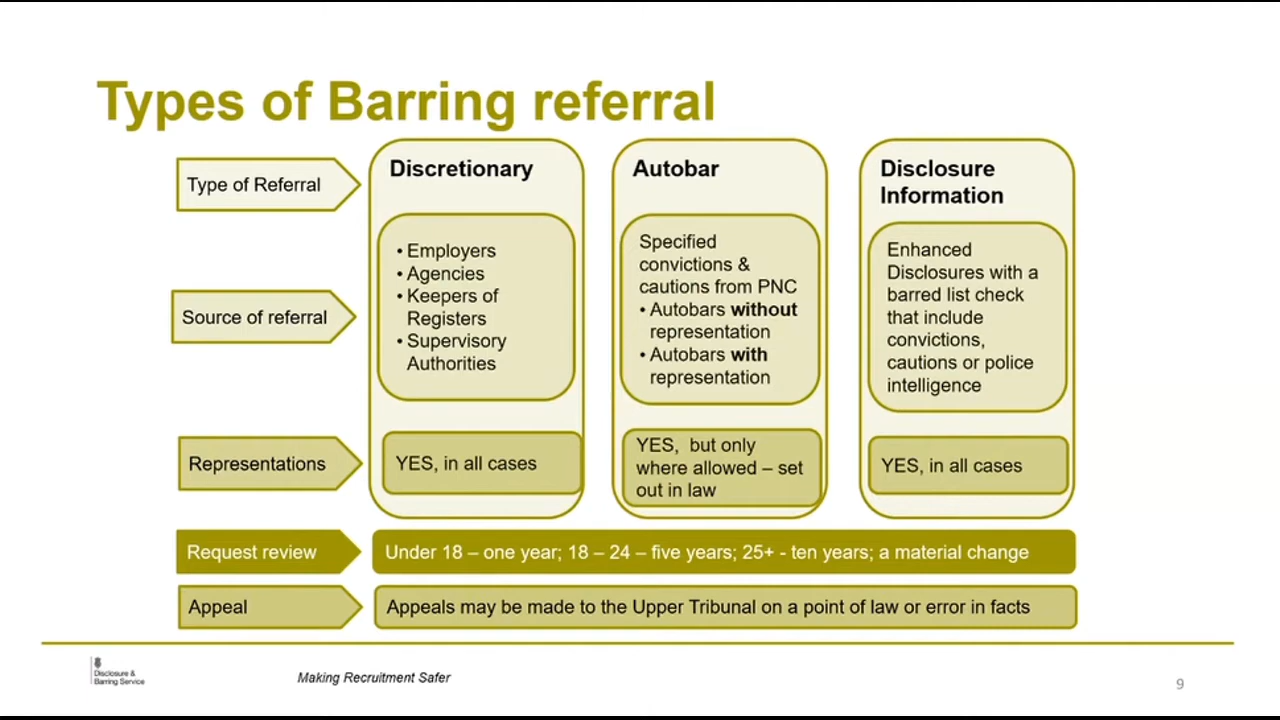 Types of Barring referral
Type of Referral
Discretionary
Autobar
Disclosure
Information
Source of referral
• Employers
• Agencies
• Keepers of
Registers
• Supervisory
Authorities
Specified
convictions &
cautions from PNC
• Autobars without
representation
• Autobars with
representation
Enhanced
Disclosures with a
barred list check
that include
convictions,
cautions or police
intelligence
Representations
YES, in all cases
YES,  but only
where allowed – set
out in law
YES, in all cases
Request review
Under 18 – one year; 18 – 24 – five years; 25+ - ten years; a material change
Appeal
Appeals may be made to the Upper Tribunal on a point of law or error in facts
Disclosure &
Barring Service
Making Recruitment Safer
9